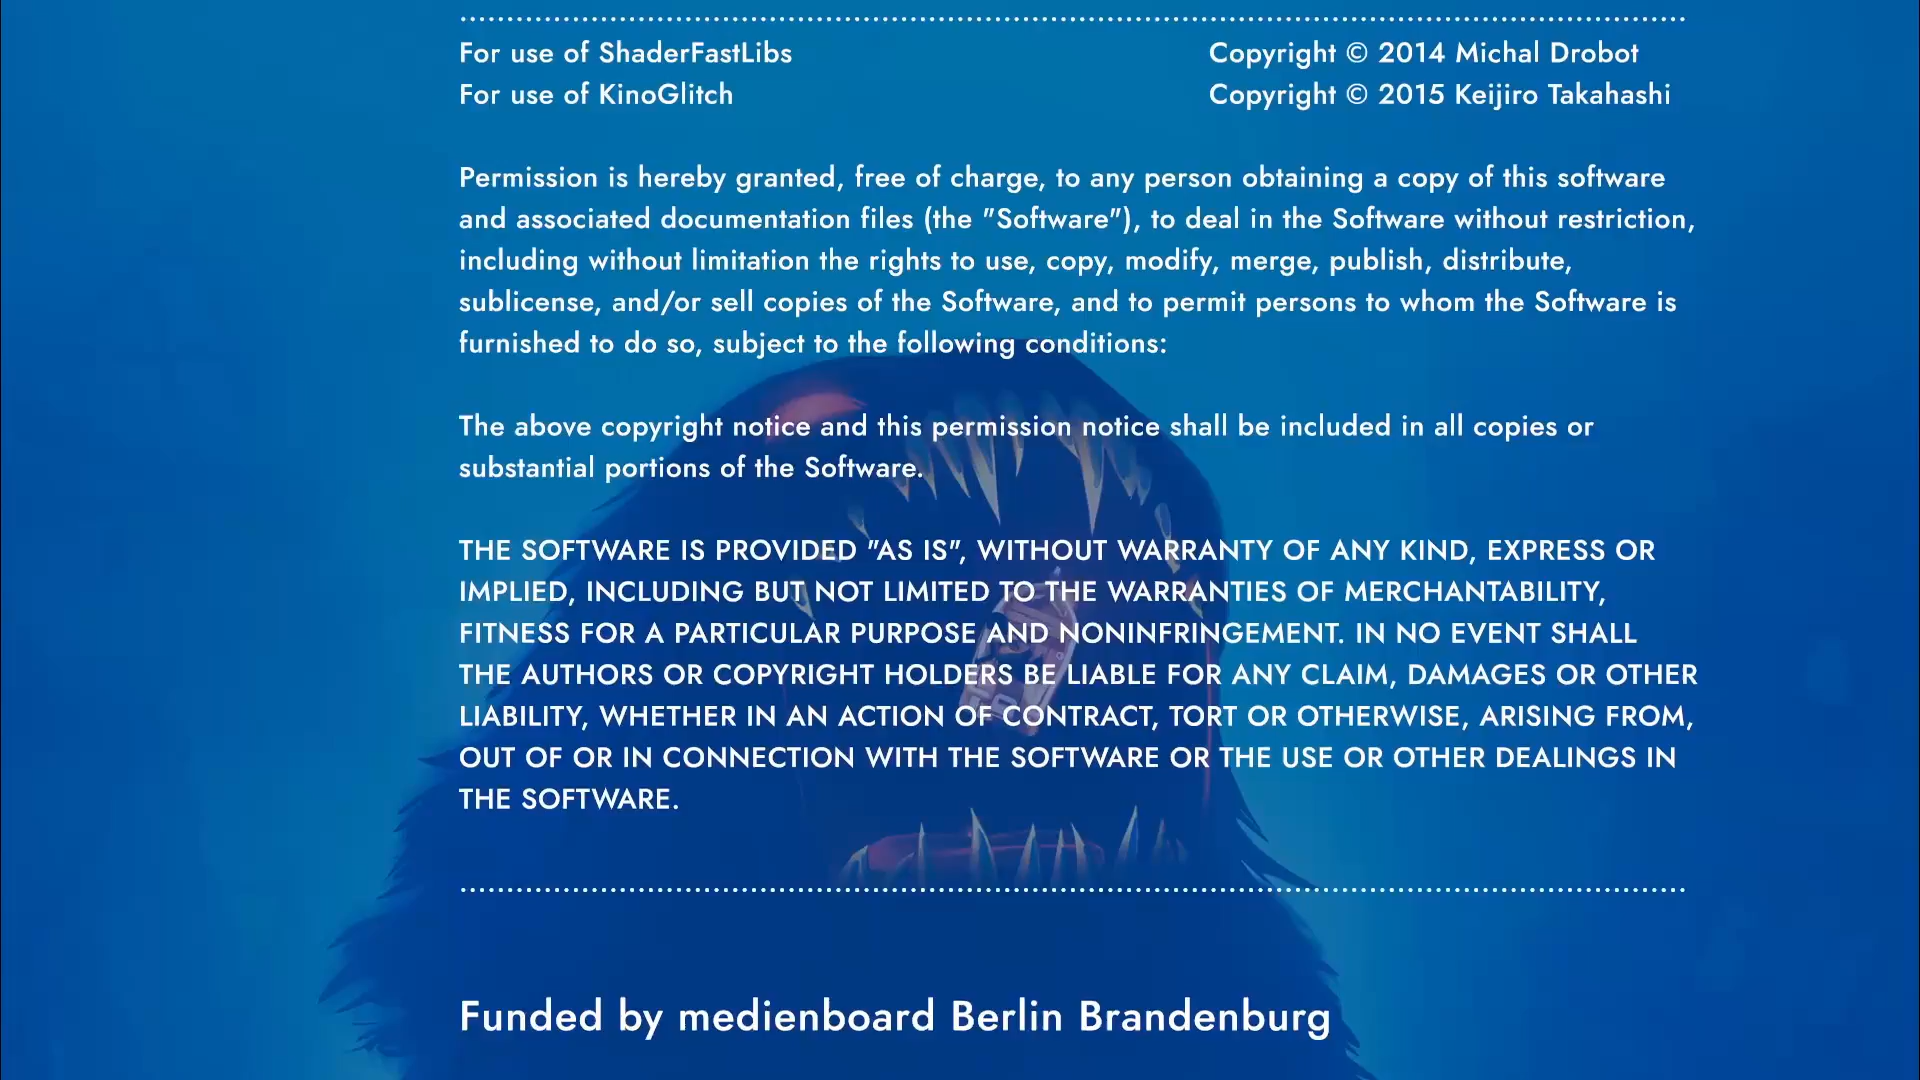 For use of ShaderFastLibs Copyright © 2014 Michal Drobot
For use of KinoGlitch Copyright © 2015 Keijiro Takahashi
Permission is hereby granted, free of charge, to any person obtaining a copy of this software
and associated documentation files (the "Software"), to deal in the Software without restriction,
including without limitation the rights to use, copy, modify, merge, publish, distribute,
sublicense, and/or sell copies of the Software, and to permit persons to whom the Software is
furnished to do so, subject to the following conditions:
The above copyright notice and this permission notice shall be included in all copies or
substantial portions of the Software.
THE SOFTWARE IS PROVIDED "AS IS", WITHOUT WARRANTY OF ANY KIND, EXPRESS OR
IMPLIED, INCLUDING BUT NOT LIMITED TO THE WARRANTIES OF MERCHANTABILITY,
FITNESS FOR A PARTICULAR PURPOSE AND NONINFRINGEMENT. IN NO EVENT SHALL
THE AUTHORS OR COPYRIGHT HOLDERS BE LIABLE FOR ANY CLAIM, DAMAGES OR OTHER
LIABILITY, WHETHER IN AN ACTION OF CONTRACT, TORT OR OTHERWISE, ARISING FROM,
OUT OF OR IN CONNECTION WITH THE SOFTWARE OR THE USE OR OTHER DEALINGS IN
THE SOFTWARE.
Funded by medienboard Berlin Brandenburg